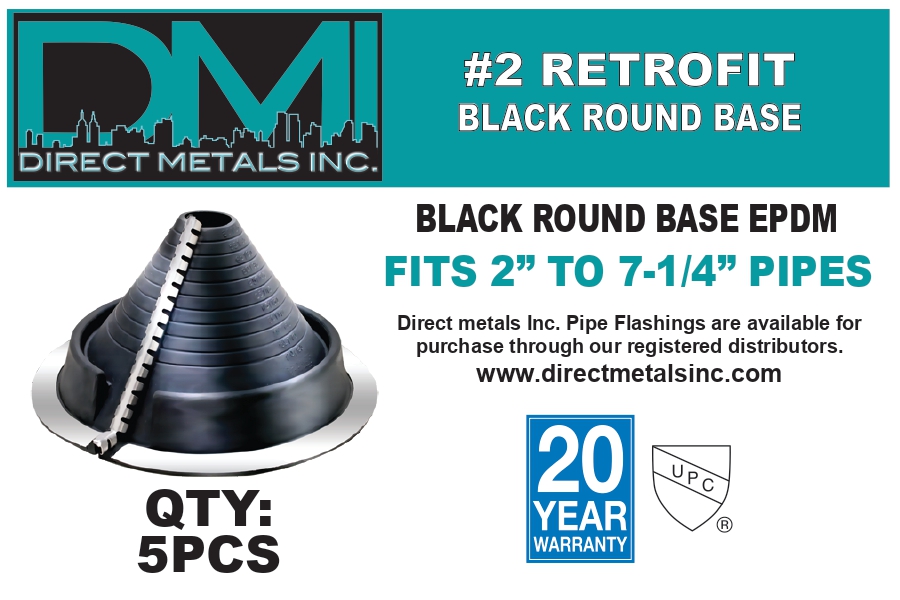 DMI
DIRECT METALS INC.
#2 RETROFIT
BLACK ROUND BASE
BLACK ROUND BASE EPDM
FITS 2” TO 7-1/4” PIPES
Direct metals Inc. Pipe Flashings are available for
purchase through our registered distributors.
www.directmetalsinc.com
QTY:
5PCS
20
YEAR
WARRANTY
UPC
®